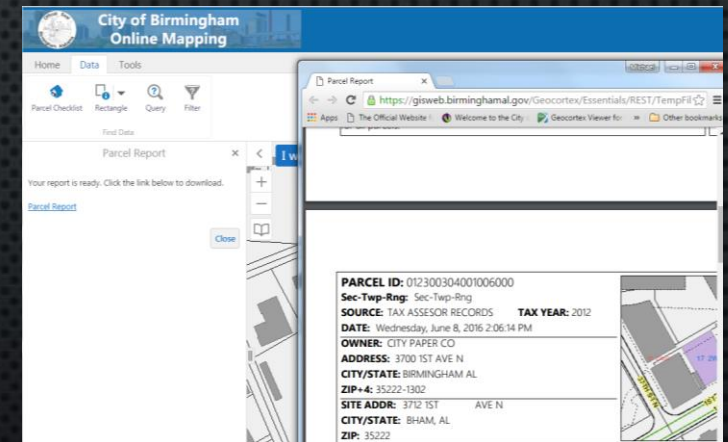 City of Birmingham
Online Mapping
Home Data Tools
Parcel Checklist Rectangle Query Filter
Find Data
Parcel Report
Your report is ready. Click the link below to download.
Parcel Report
Close
I w
Parcel Report
https://gisweb.birminghamal.gov/Geocortex/Essentials/REST/TempFil
Apps The Official Website Welcome to the City Geocortex Viewer for » Other bookmarks
of all parcels.
PARCEL ID: 012300304001006000
Sec-Twp-Rng: Sec-Twp-Rng
SOURCE: TAX ASSESOR RECORDS TAX YEAR: 2012
DATE: Wednesday, June 8, 2016 2:06:14 PM
OWNER: CITY PAPER CO
ADDRESS: 3700 1ST AVE N
CITY/STATE: BIRMINGHAM AL
ZIP+4: 35222-1302
SITE ADDR: 3712 1ST AVE N
CITY/STATE: BHAM, AL
ZIP: 35222